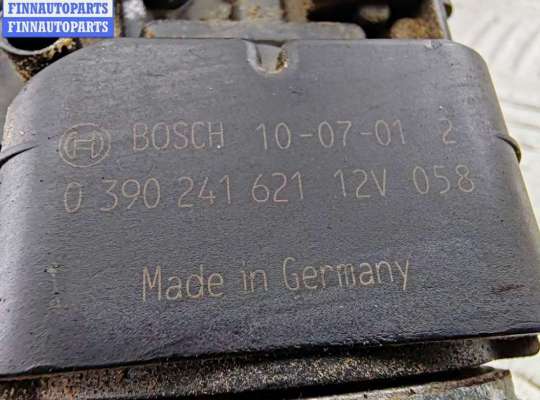 FINNAUTOPARTS
FINNAUTOPARTS
BOSCH 10-07-01 2
0 390 241 621 12V 058
Made in Germany